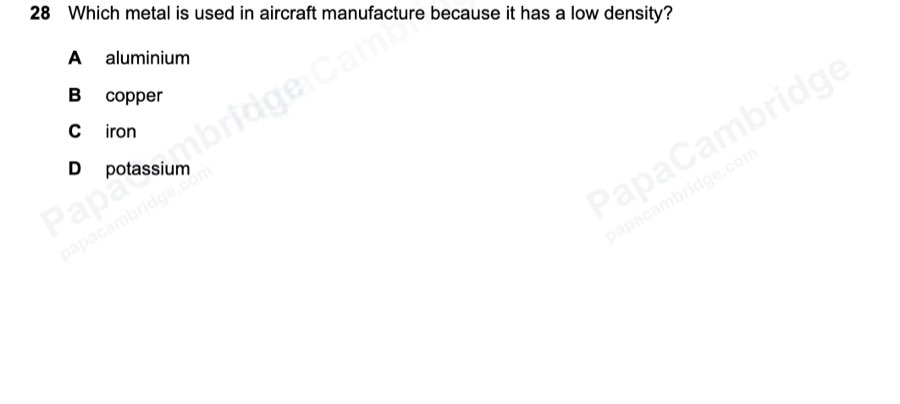 28 Which metal is used in aircraft manufacture because it has a low density?
A aluminium
B copper
C iron
D potassium
PapaCambridge
papacambridge.com
PapaCambridge
papacambridge.com